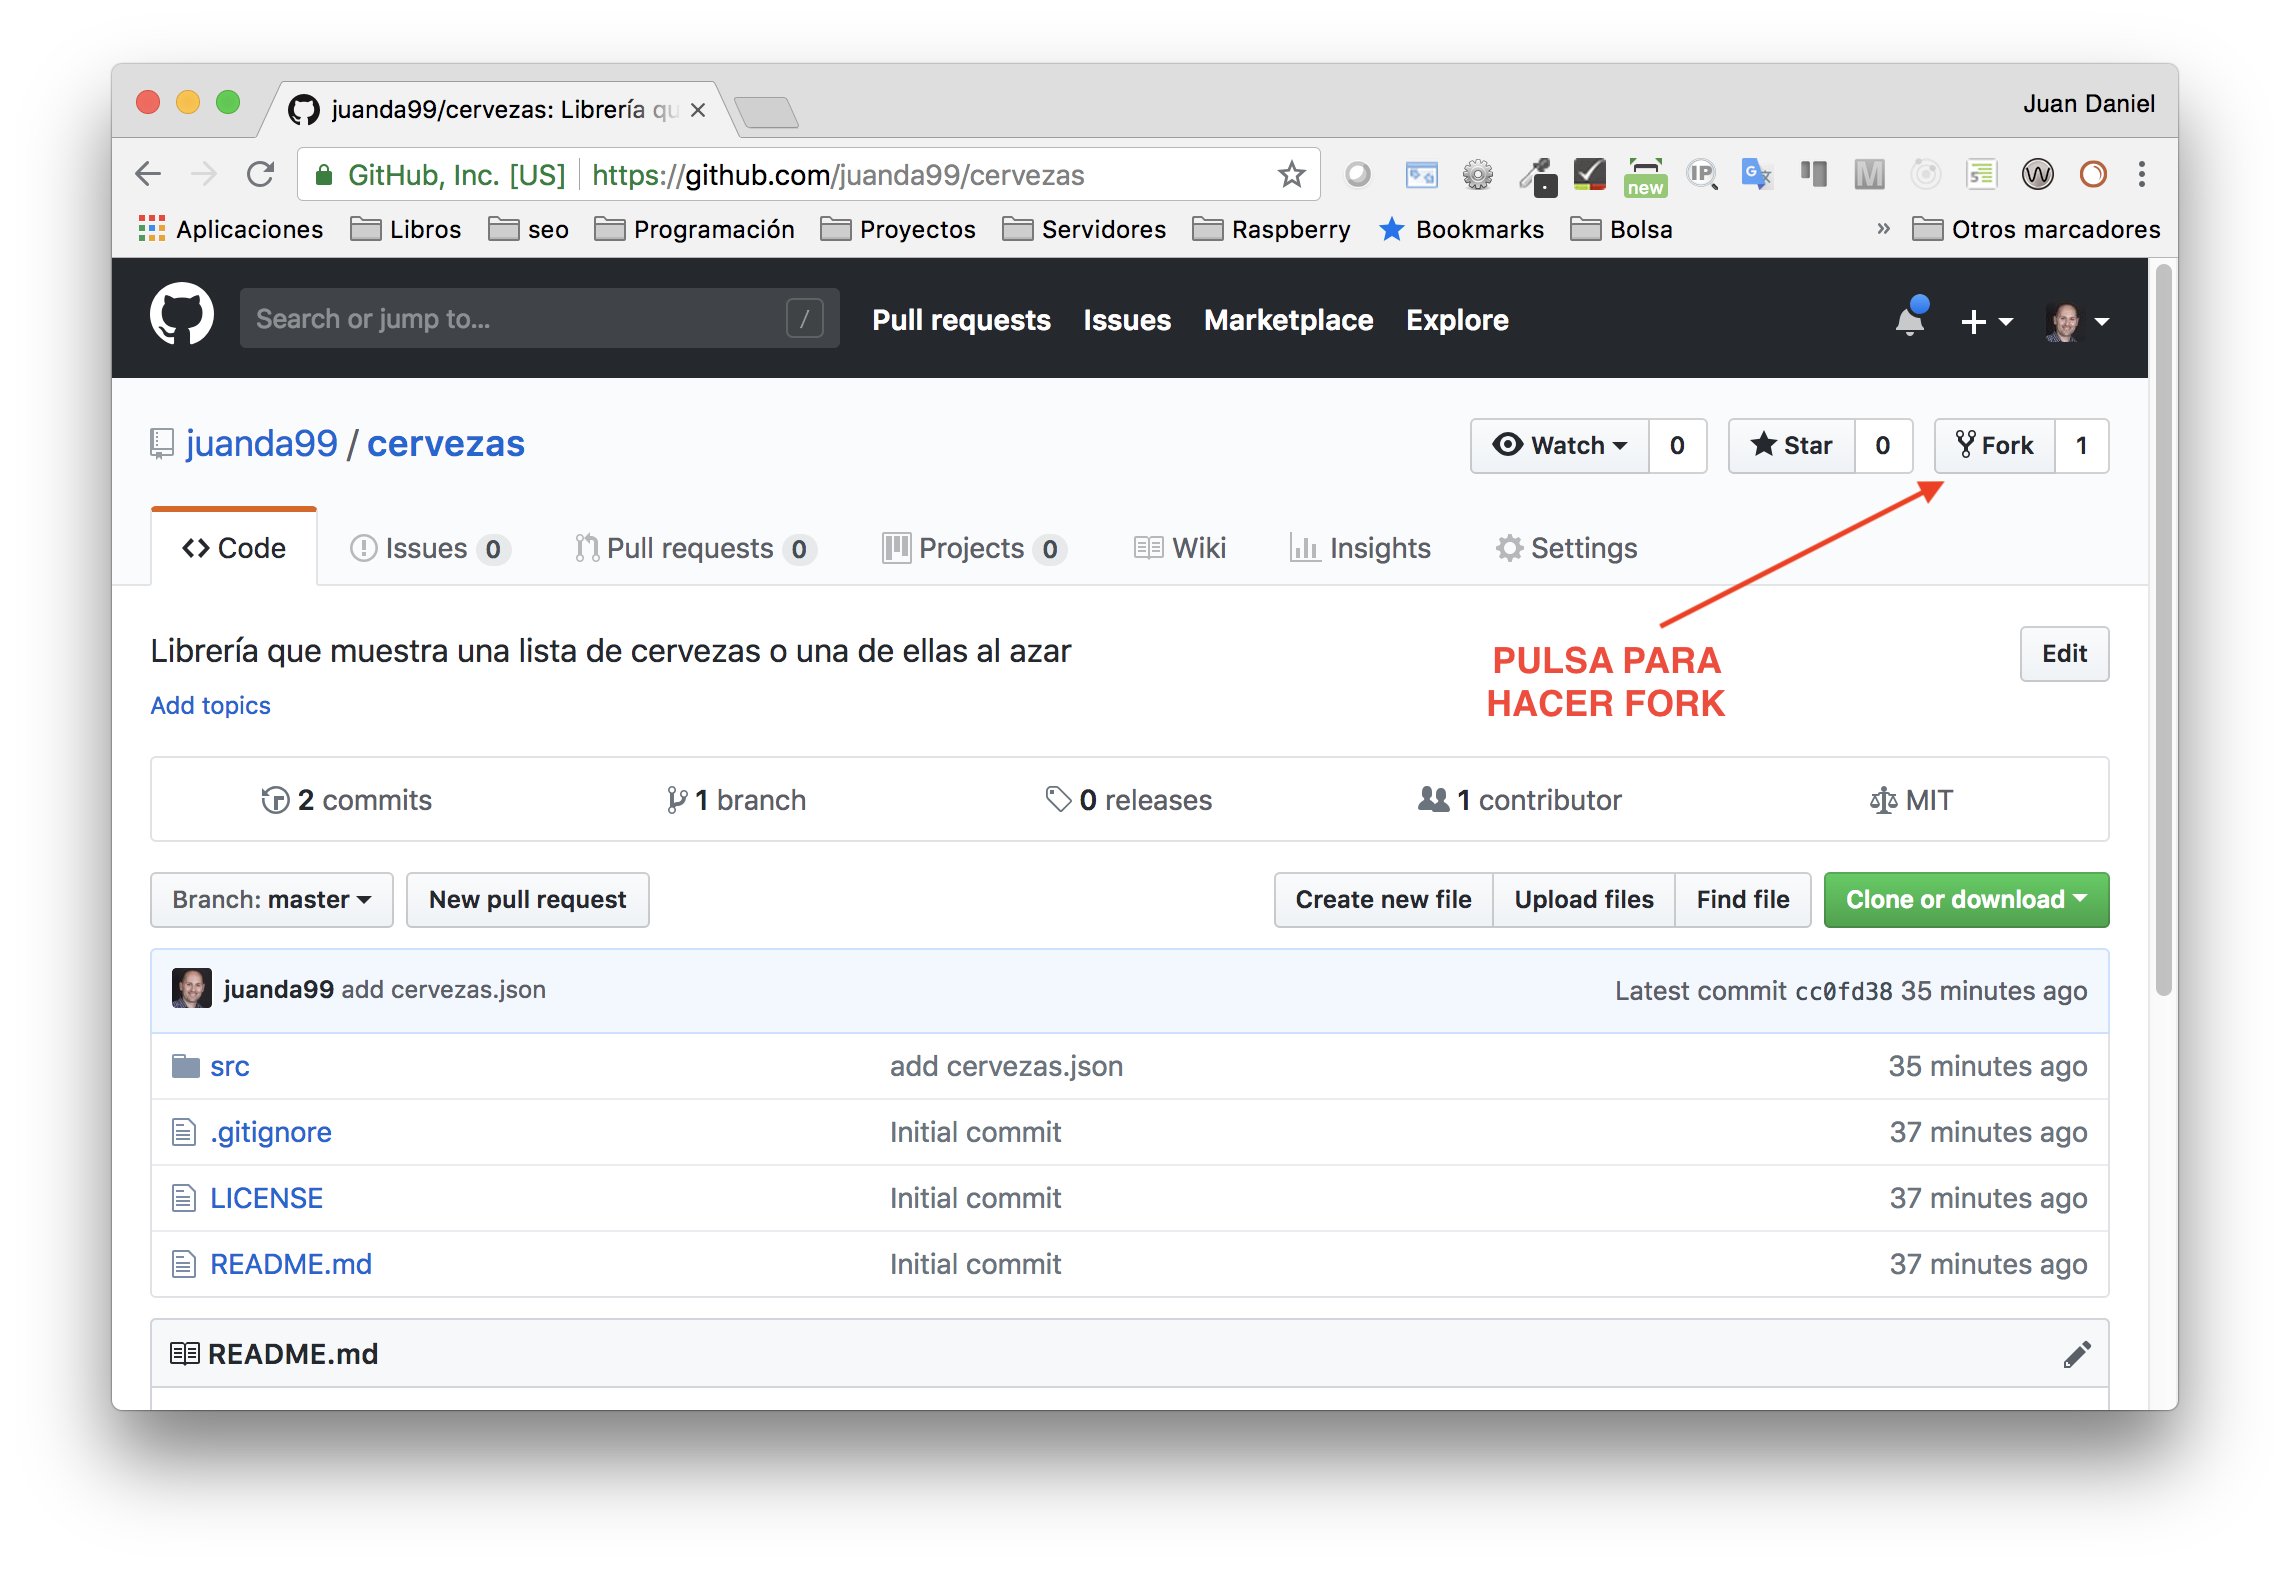 juanda99/cervezas: Librería qu
Juan Daniel
GitHub, Inc. [US] https://github.com/juanda99/cervezas
new IP G M S W
Aplicaciones Libros seo Programación Proyectos Servidores Raspberry Bookmarks Bolsa » Otros marcadores
Search or jump to... / Pull requests Issues Marketplace Explore
juanda99 / cervezas Watch 0 Star 0 Fork 1
Code Issues 0 Pull requests 0 Projects 0 Wiki Insights Settings
Librería que muestra una lista de cervezas o una de ellas al azar
PULSA PARA
HACER FORK
Edit
Add topics
2 commits 1 branch 0 releases 1 contributor MIT
Branch: master New pull request Create new file Upload files Find file Clone or download
juanda99 add cervezas.json Latest commit cc0fd38 35 minutes ago
src add cervezas.json 35 minutes ago
.gitignore Initial commit 37 minutes ago
LICENSE Initial commit 37 minutes ago
README.md Initial commit 37 minutes ago
README.md